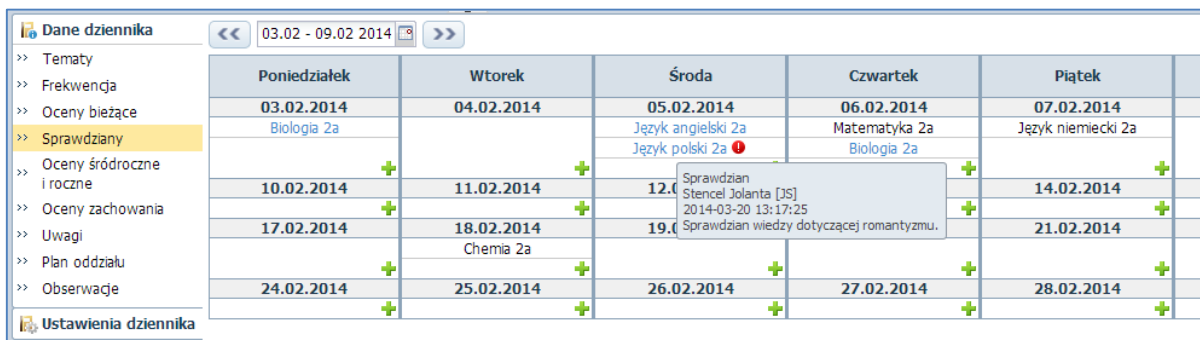 Dane dziennika
Tematy
Frekwencja
Oceny bieżące
Sprawdziany
Oceny śródroczne
i roczne
Oceny zachowania
Uwagi
Plan oddziału
Obserwacje
Ustawienia dziennika
03.02 - 09.02 2014
Poniedziałek Wtorek Środa Czwartek Piątek
03.02.2014 04.02.2014 05.02.2014 06.02.2014 07.02.2014
Biologia 2a Język angielski 2a Matematyka 2a Język niemiecki 2a
Język polski 2a Biologia 2a
Sprawdzian
Stencel Jolanta [JS]
2014-03-20 13:17:25
Sprawdzian wiedzy dotyczącej romantyzmu.
10.02.2014 11.02.2014 12.0 14.02.2014
17.02.2014 18.02.2014 19.0 21.02.2014
Chemia 2a
24.02.2014 25.02.2014 26.02.2014 27.02.2014 28.02.2014